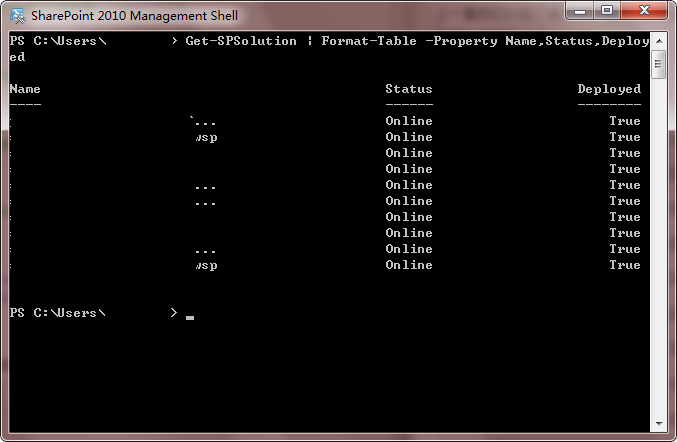 SharePoint 2010 Management Shell
PS C:\Users\ > Get-SPSolution | Format-Table -Property Name,Status,Deploy
ed
Name Status Deployed
---- ------ --------
... Online True
wsp Online True
Online True
Online True
... Online True
... Online True
Online True
Online True
... Online True
wsp Online True
PS C:\Users\ >